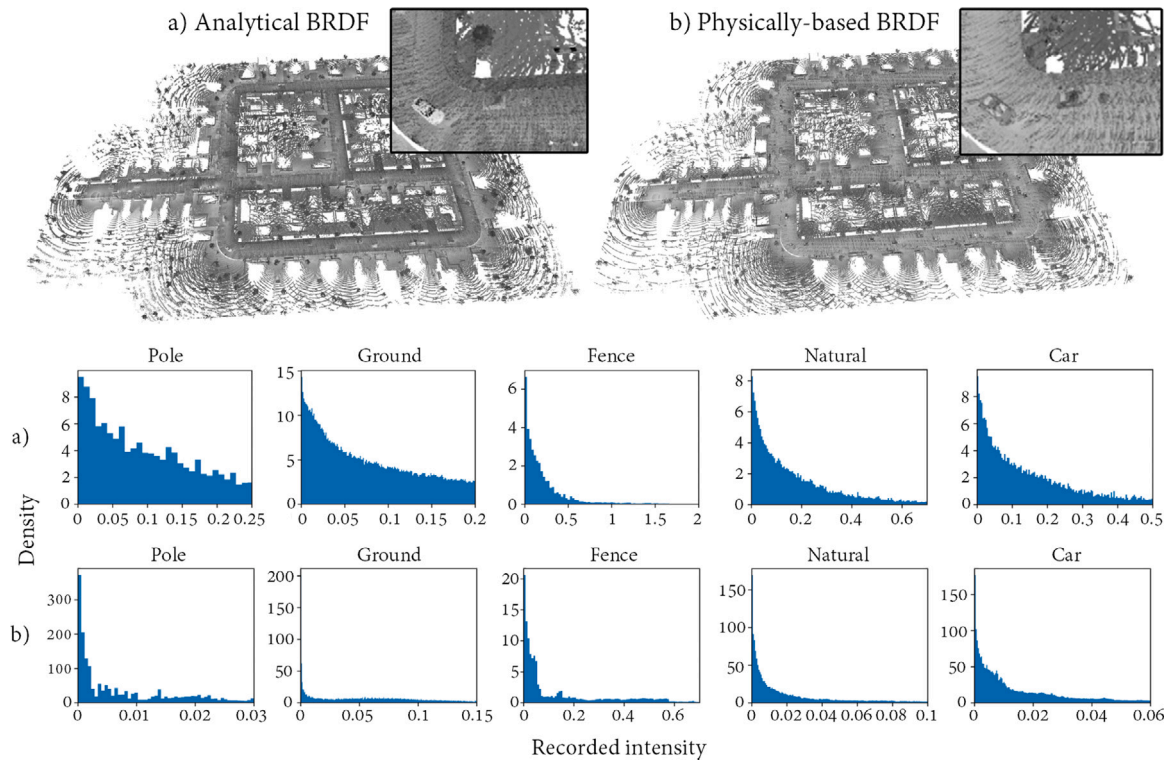 a) Analytical BRDF
b) Physically-based BRDF
Pole
Ground
Fence
Natural
Car
a)
8
6
4
2
0
0 0.05 0.1 0.15 0.2 0.25
15
10
5
0
0.05 0.1 0.15 0.2
6
4
2
0
0 0.5 1 1.5 2
8
6
4
2
0
0 0.2 0.4 0.6
8
6
4
2
0
0 0.1 0.2 0.3 0.4 0.5
Density
Pole
Ground
Fence
Natural
Car
b)
300
200
100
0
0 0.01 0.02 0.03
200
150
100
50
0
0 0.05 0.1 0.15
20
15
10
5
0
0 0.2 0.4 0.6
150
100
50
0
0 0.02 0.04 0.06 0.08 0.1
150
100
50
0
0 0.02 0.04 0.06
Recorded intensity